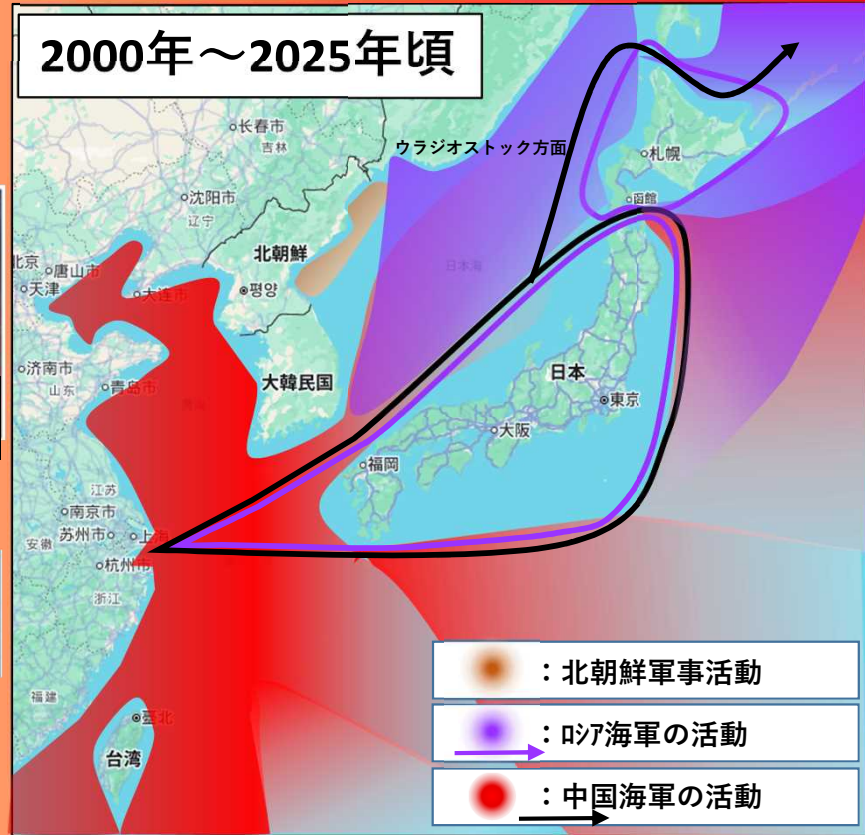 2000年～2025年頃
长春市
吉林
ウラジオストック方面
札幌
沈阳市
辽宁
函館
北朝鮮
北京
唐山市
天津
大连市
평양
日本海
济南市
山东
青岛市
大韓民国
日本
東京
大阪
福岡
江苏
南京市
苏州市
上海
安徽
杭州市
浙江
福建
臺北
台湾
：北朝鮮軍事活動
：ロシア海軍の活動
：中国海軍の活動